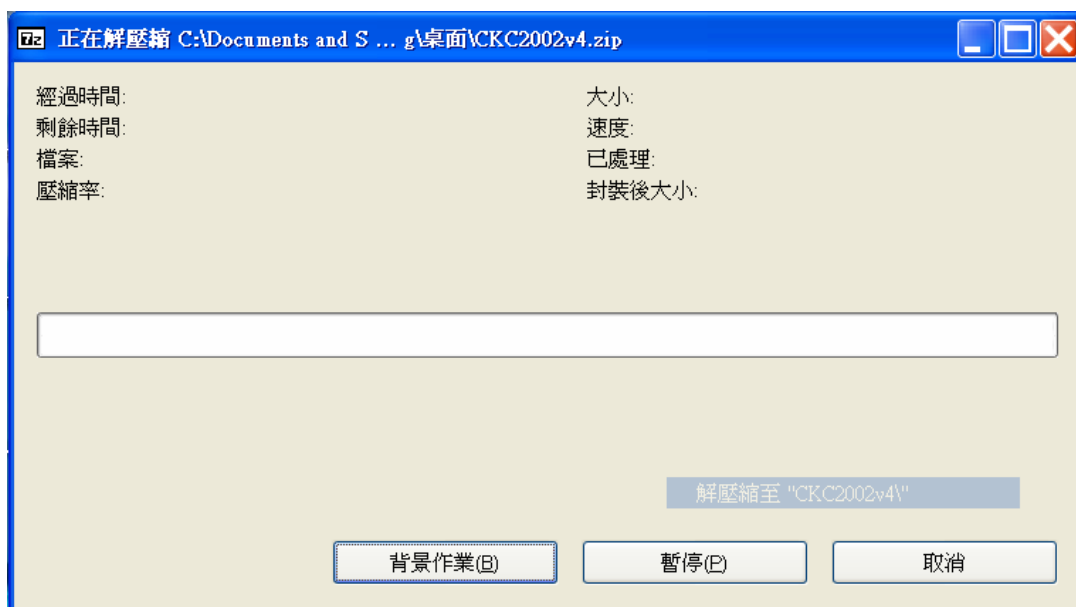 7z 正在解壓縮 C:\Documents and S ... g\桌面\CKC2002v4.zip
經過時間:
大小:
剩餘時間:
速度:
檔案:
已處理:
壓縮率:
封裝後大小:
解壓縮至 "CKC2002v4\"
背景作業(B)
暫停(P)
取消